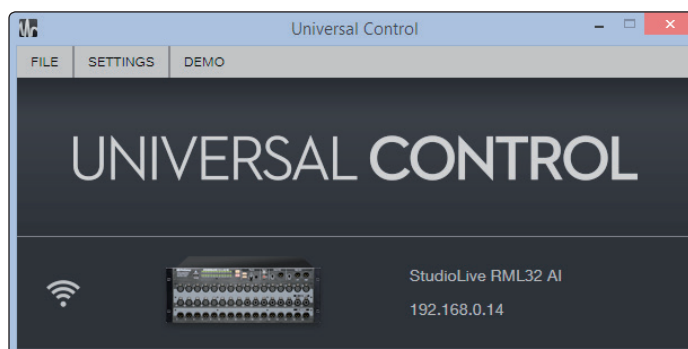 Universal Control
FILE SETTINGS DEMO
UNIVERSAL CONTROL
StudioLive RML32 AI
192.168.0.14